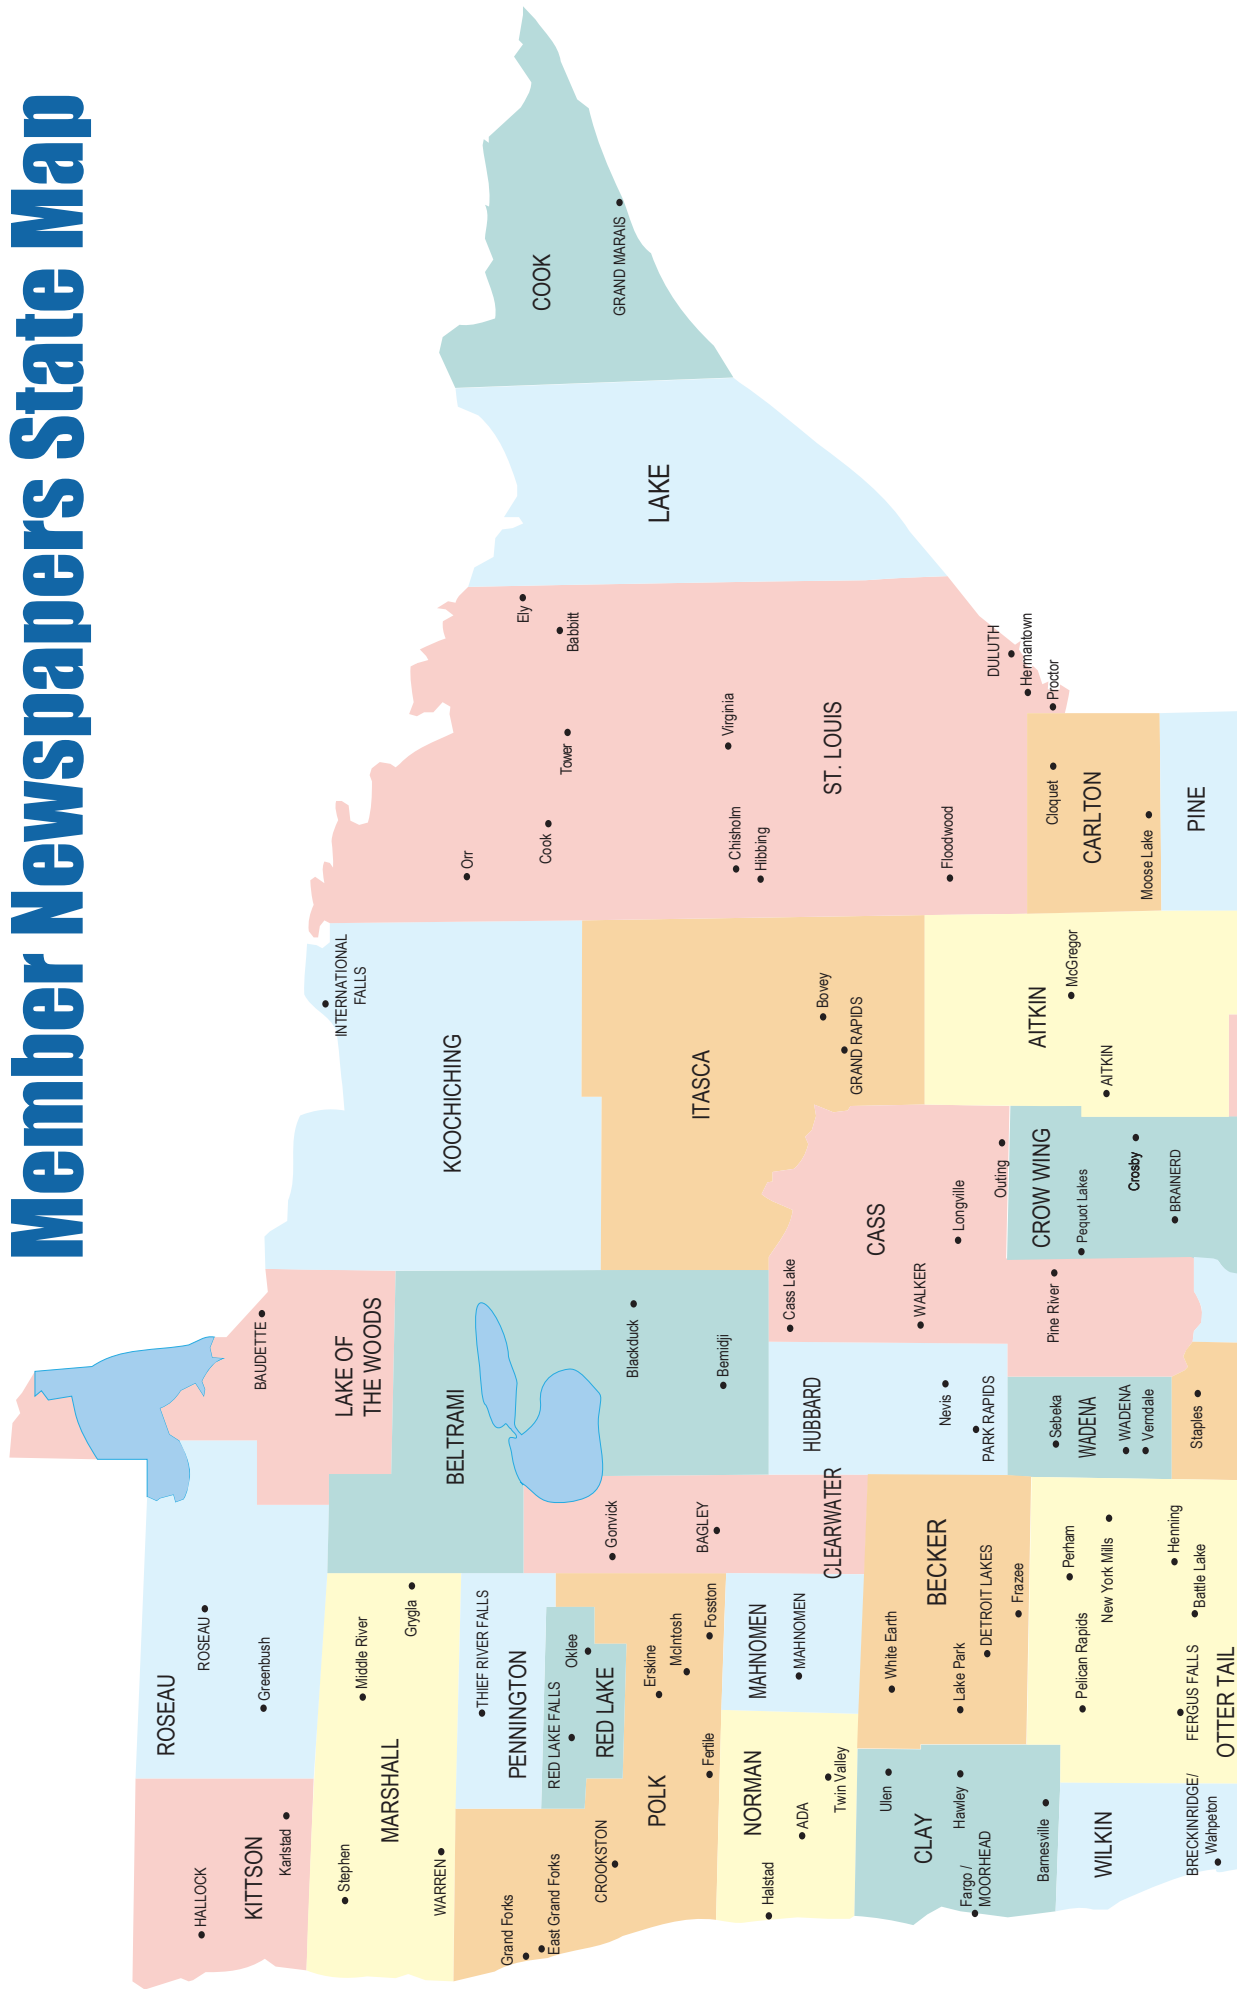 Member Newspapers State Map
KITTSON
HALLOCK
Karlstad
ROSEAU
ROSEAU
Greenbush
LAKE OF
THE WOODS
BAUDETTE
MARSHALL
Stephen
WARREN
Middle River
Grygla
BELTRAMI
Blackduck
Bemidji
KOOCHICHING
INTERNATIONAL
FALLS
ST. LOUIS
Orr
Cook
Tower
Ely
Babbitt
Virginia
Chisholm
Hibbing
Floodwood
DULUTH
Hermantown
Proctor
LAKE
COOK
GRAND MARAIS
PENNINGTON
THIEF RIVER FALLS
RED LAKE
RED LAKE FALLS
Oklee
POLK
Grand Forks
East Grand Forks
CROOKSTON
Fertile
Erskine
McIntosh
Fosston
CLEARWATER
Gonvick
BAGLEY
ITASCA
Bovey
GRAND RAPIDS
NORMAN
Halstad
ADA
Twin Valley
MAHNOMEN
MAHNOMEN
HUBBARD
Nevis
PARK RAPIDS
CASS
Cass Lake
WALKER
Longville
Outing
Pine River
CLAY
Ulen
Hawley
Fargo /
MOORHEAD
Barnesville
BECKER
White Earth
Lake Park
DETROIT LAKES
Frazee
WADENA
Sebeka
WADENA
Verndale
CROW WING
Pequot Lakes
Crosby
BRAINERD
AITKIN
McGregor
AITKIN
CARLTON
Cloquet
Moose Lake
PINE
WILKIN
BRECKINRIDGE/
Wahpeton
OTTER TAIL
Pelican Rapids
Perham
New York Mills
Henning
Battle Lake
FERGUS FALLS
Staples